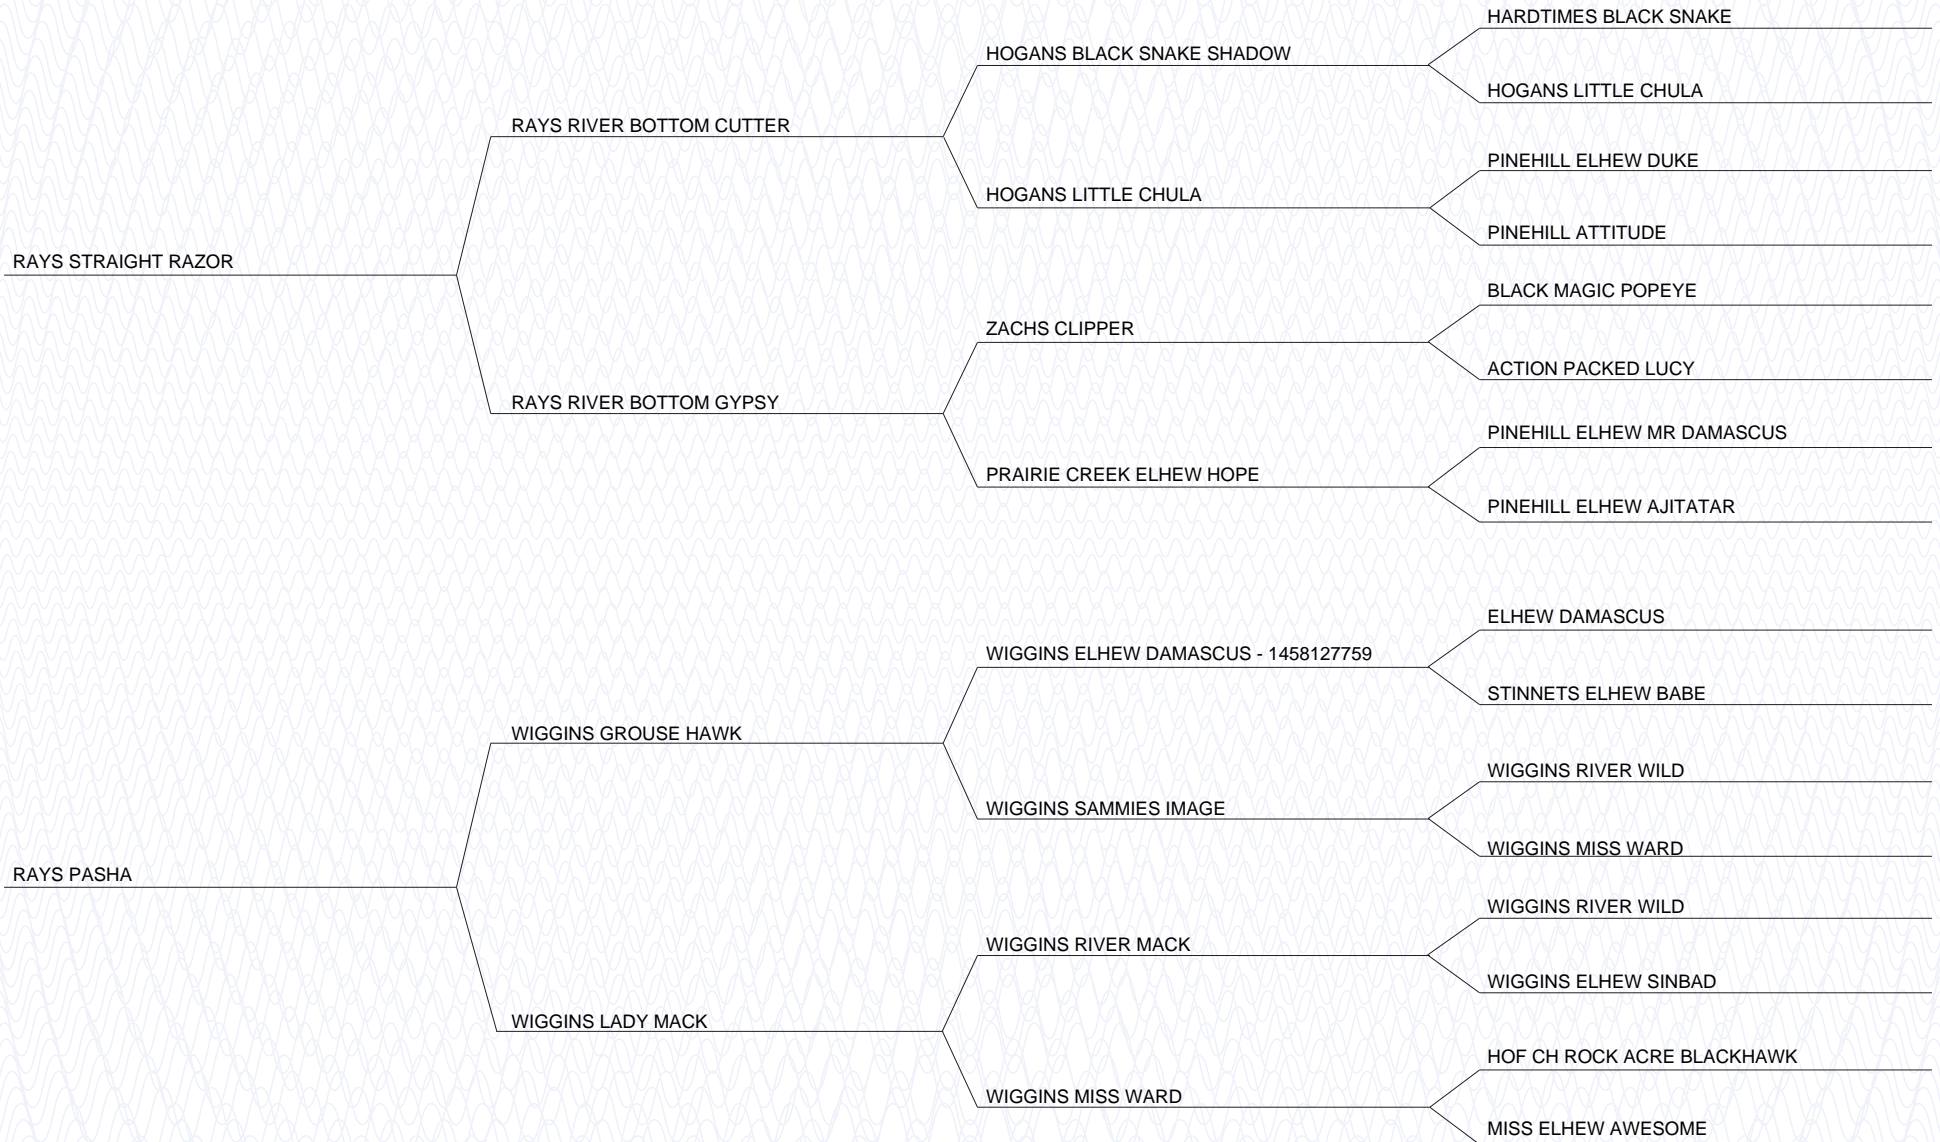 HARDTIMES BLACK SNAKE
HOGANS BLACK SNAKE SHADOW
HOGANS LITTLE CHULA
RAYS RIVER BOTTOM CUTTER
PINEHILL ELHEW DUKE
HOGANS LITTLE CHULA
PINEHILL ATTITUDE
RAYS STRAIGHT RAZOR
BLACK MAGIC POPEYE
ZACHS CLIPPER
ACTION PACKED LUCY
RAYS RIVER BOTTOM GYPSY
PINEHILL ELHEW MR DAMASCUS
PRAIRIE CREEK ELHEW HOPE
PINEHILL ELHEW AJITATAR
ELHEW DAMASCUS
WIGGINS ELHEW DAMASCUS - 1458127759
STINNETS ELHEW BABE
WIGGINS GROUSE HAWK
WIGGINS RIVER WILD
WIGGINS SAMMIES IMAGE
WIGGINS MISS WARD
RAYS PASHA
WIGGINS RIVER WILD
WIGGINS RIVER MACK
WIGGINS ELHEW SINBAD
WIGGINS LADY MACK
HOF CH ROCK ACRE BLACKHAWK
WIGGINS MISS WARD
MISS ELHEW AWESOME